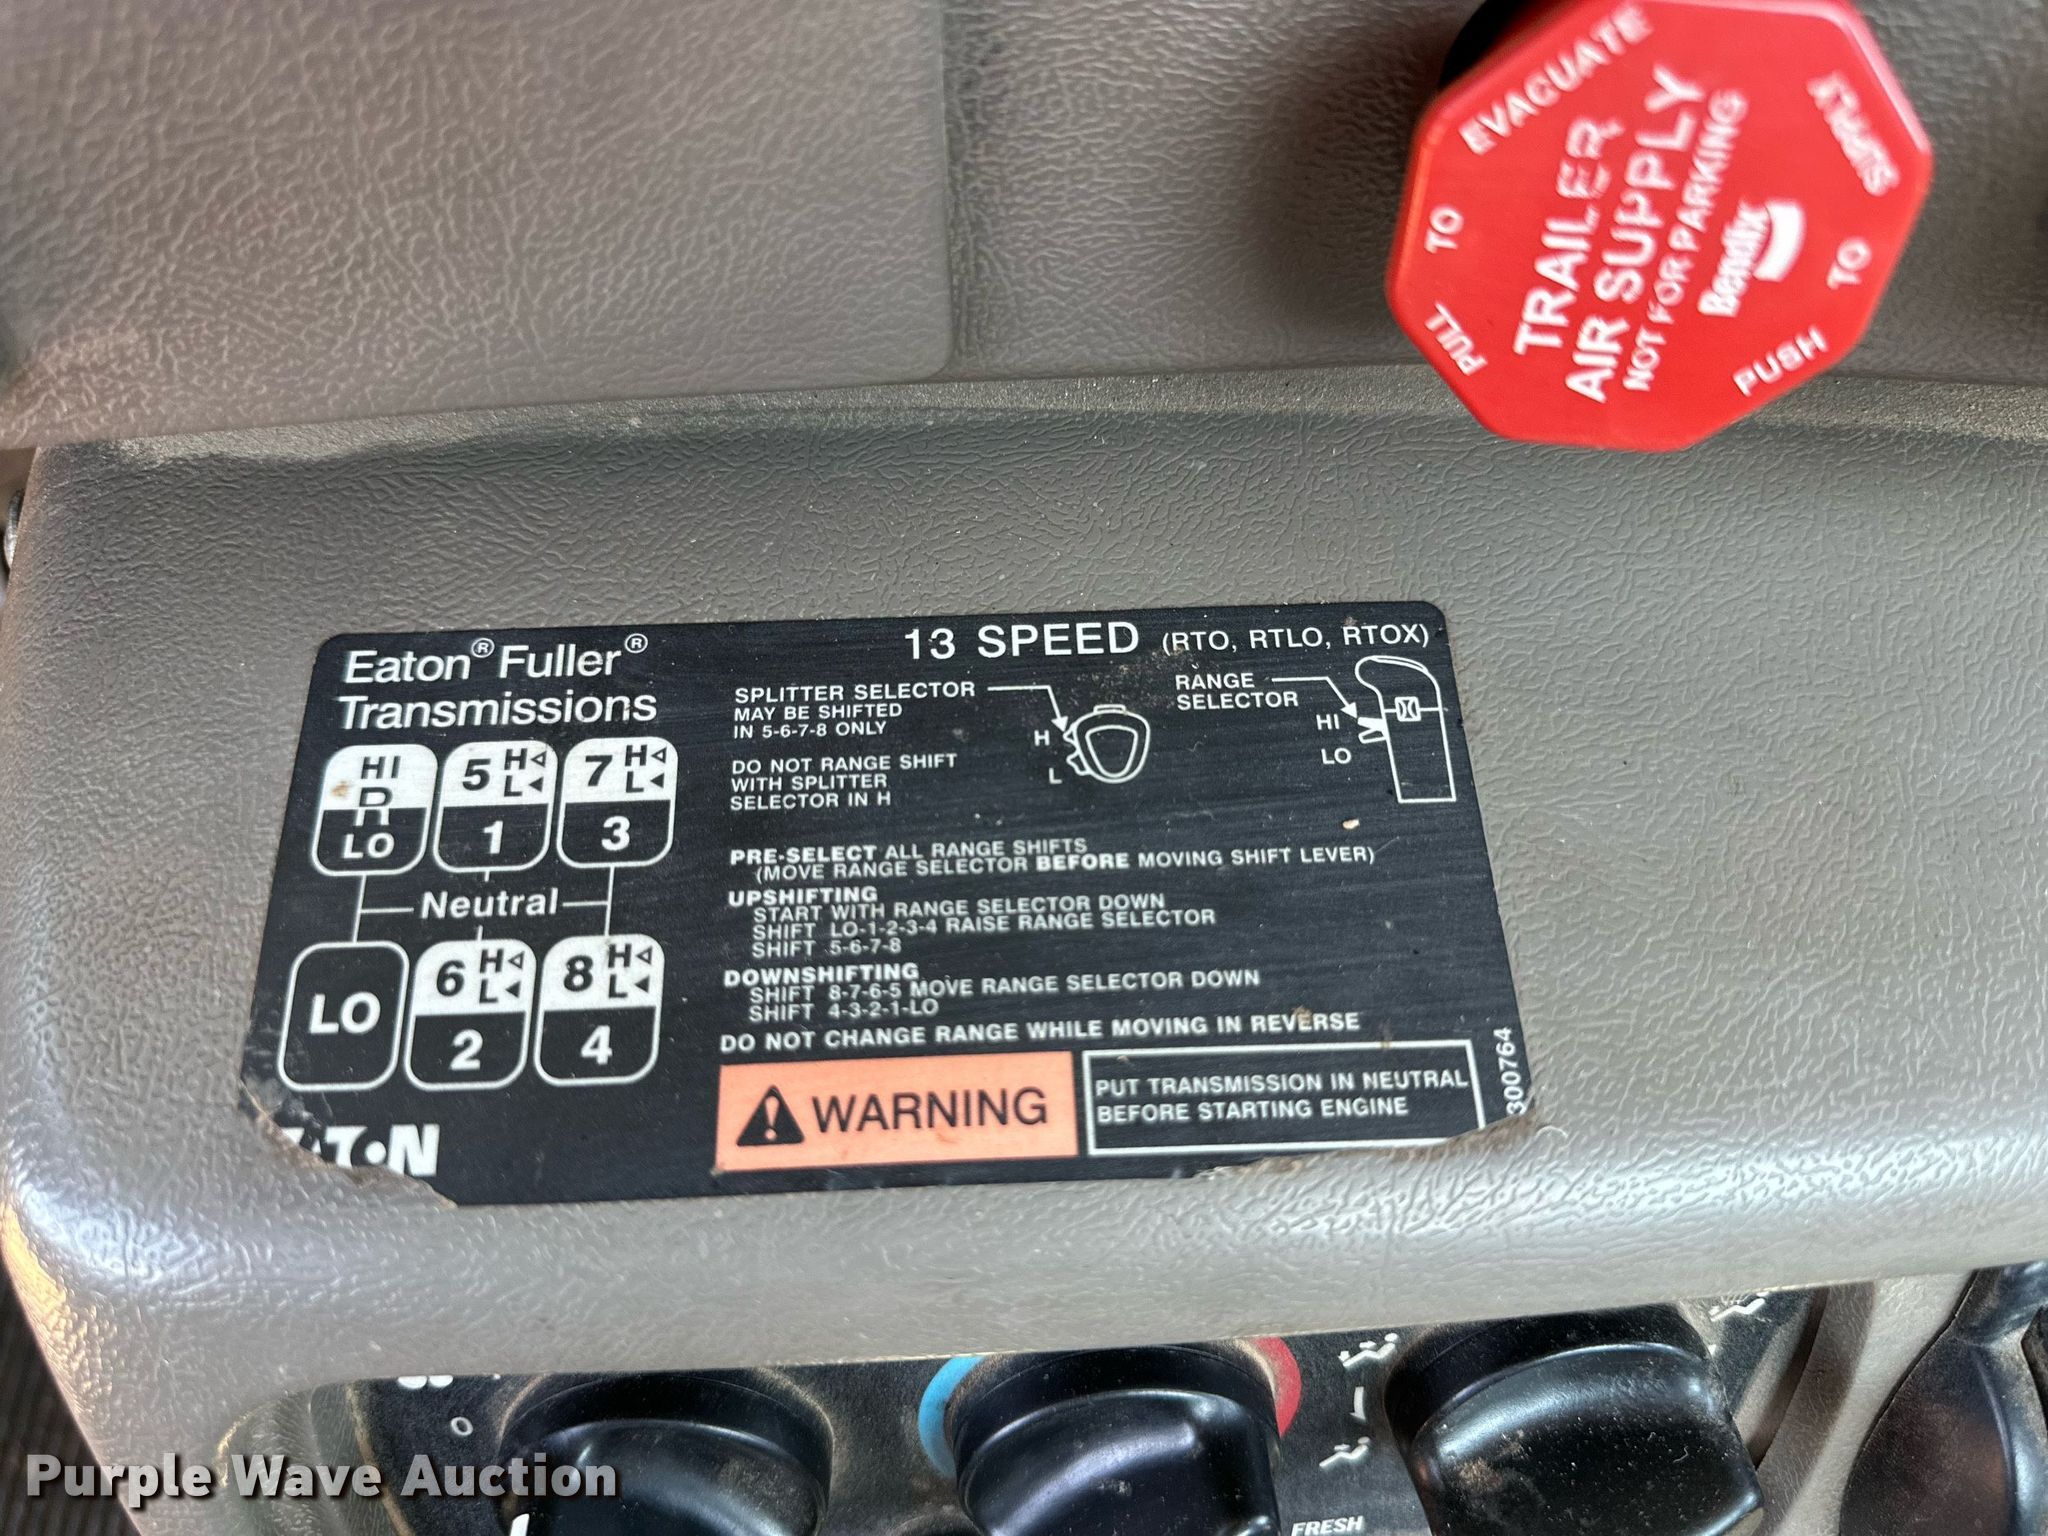 PULL TO EVACUATE
TRAILER
AIR SUPPLY
NOT FOR PARKING
Bendix
PUSH TO SUPPLY
Eaton® Fuller®
Transmissions
13 SPEED (RTO, RTLO, RTOX)
SPLITTER SELECTOR
MAY BE SHIFTED
IN 5-6-7-8 ONLY
H
L
RANGE
SELECTOR
HI
LO
DO NOT RANGE SHIFT
WITH SPLITTER
SELECTOR IN H
HI
R
LO
5 H
L
1
7 H
L
3
Neutral
LO
6 H
L
2
8 H
L
4
PRE-SELECT ALL RANGE SHIFTS
(MOVE RANGE SELECTOR BEFORE MOVING SHIFT LEVER)
UPSHIFTING
START WITH RANGE SELECTOR DOWN
SHIFT LO-1-2-3-4 RAISE RANGE SELECTOR
SHIFT 5-6-7-8
DOWNSHIFTING
SHIFT 8-7-6-5 MOVE RANGE SELECTOR DOWN
SHIFT 4-3-2-1-LO
DO NOT CHANGE RANGE WHILE MOVING IN REVERSE
WARNING
PUT TRANSMISSION IN NEUTRAL
BEFORE STARTING ENGINE
300764
T•N
0
FRESH
Purple Wave Auction